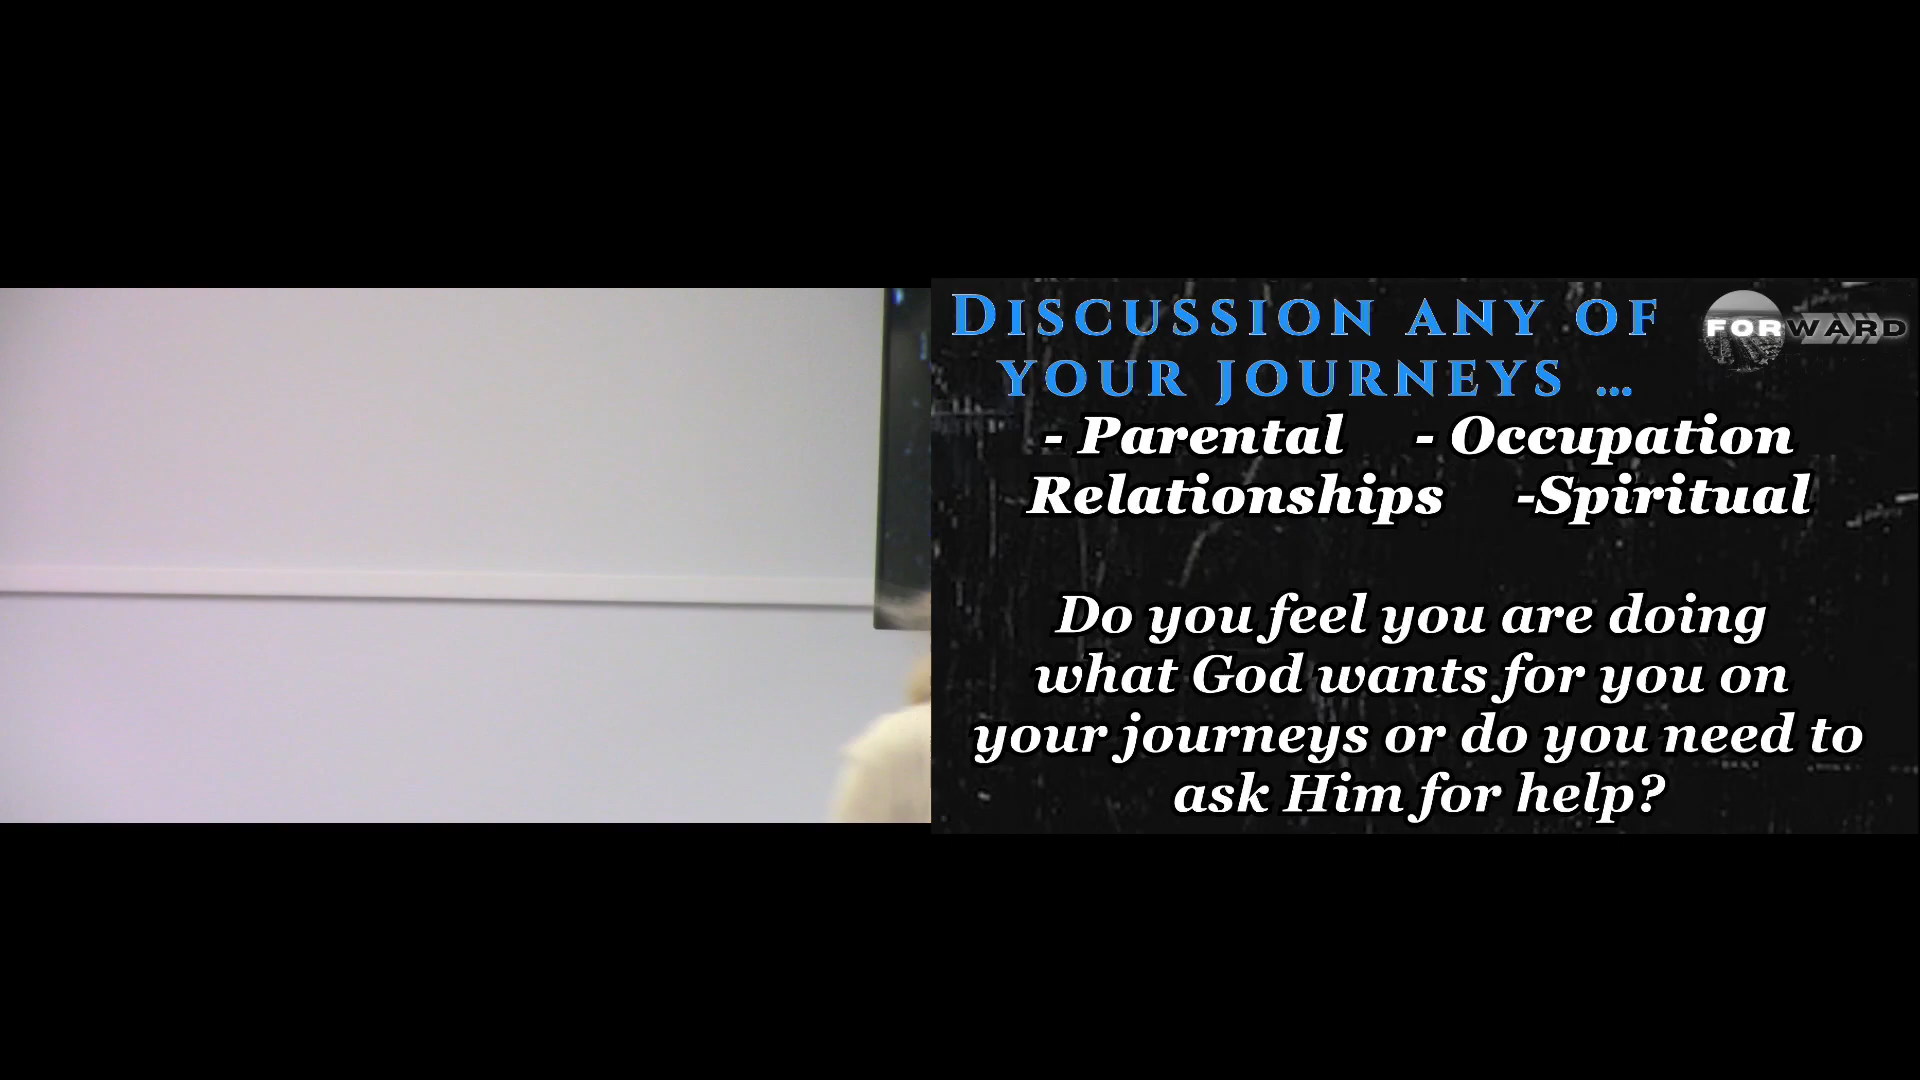 DISCUSSION ANY OF
YOUR JOURNEYS ...
FORWARD
- Parental - Occupation
Relationships -Spiritual
Do you feel you are doing
what God wants for you on
your journeys or do you need to
ask Him for help?